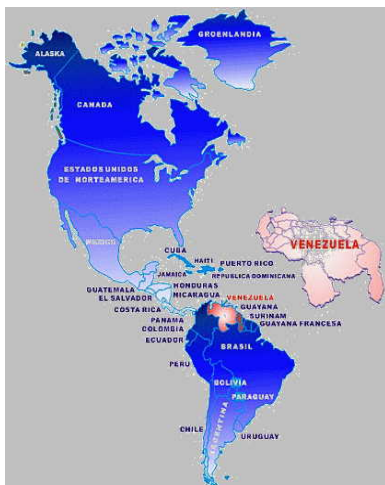 GROENLANDIA
ALASKA
CANADA
ESTADOS UNIDOS
DE NORTEAMERICA
MEXICO
CUBA
HAITI
PUERTO RICO
JAMAICA
REPUBLICA DOMINICANA
VENEZUELA
GUATEMALA
HONDURAS
EL SALVADOR
NICARAGUA
VENEZUELA
COSTA RICA
GUAYANA
PANAMA
SURINAM
COLOMBIA
GUAYANA FRANCESA
ECUADOR
BRASIL
PERU
BOLIVIA
PARAGUAY
CHILE
ARGENTINA
URUGUAY